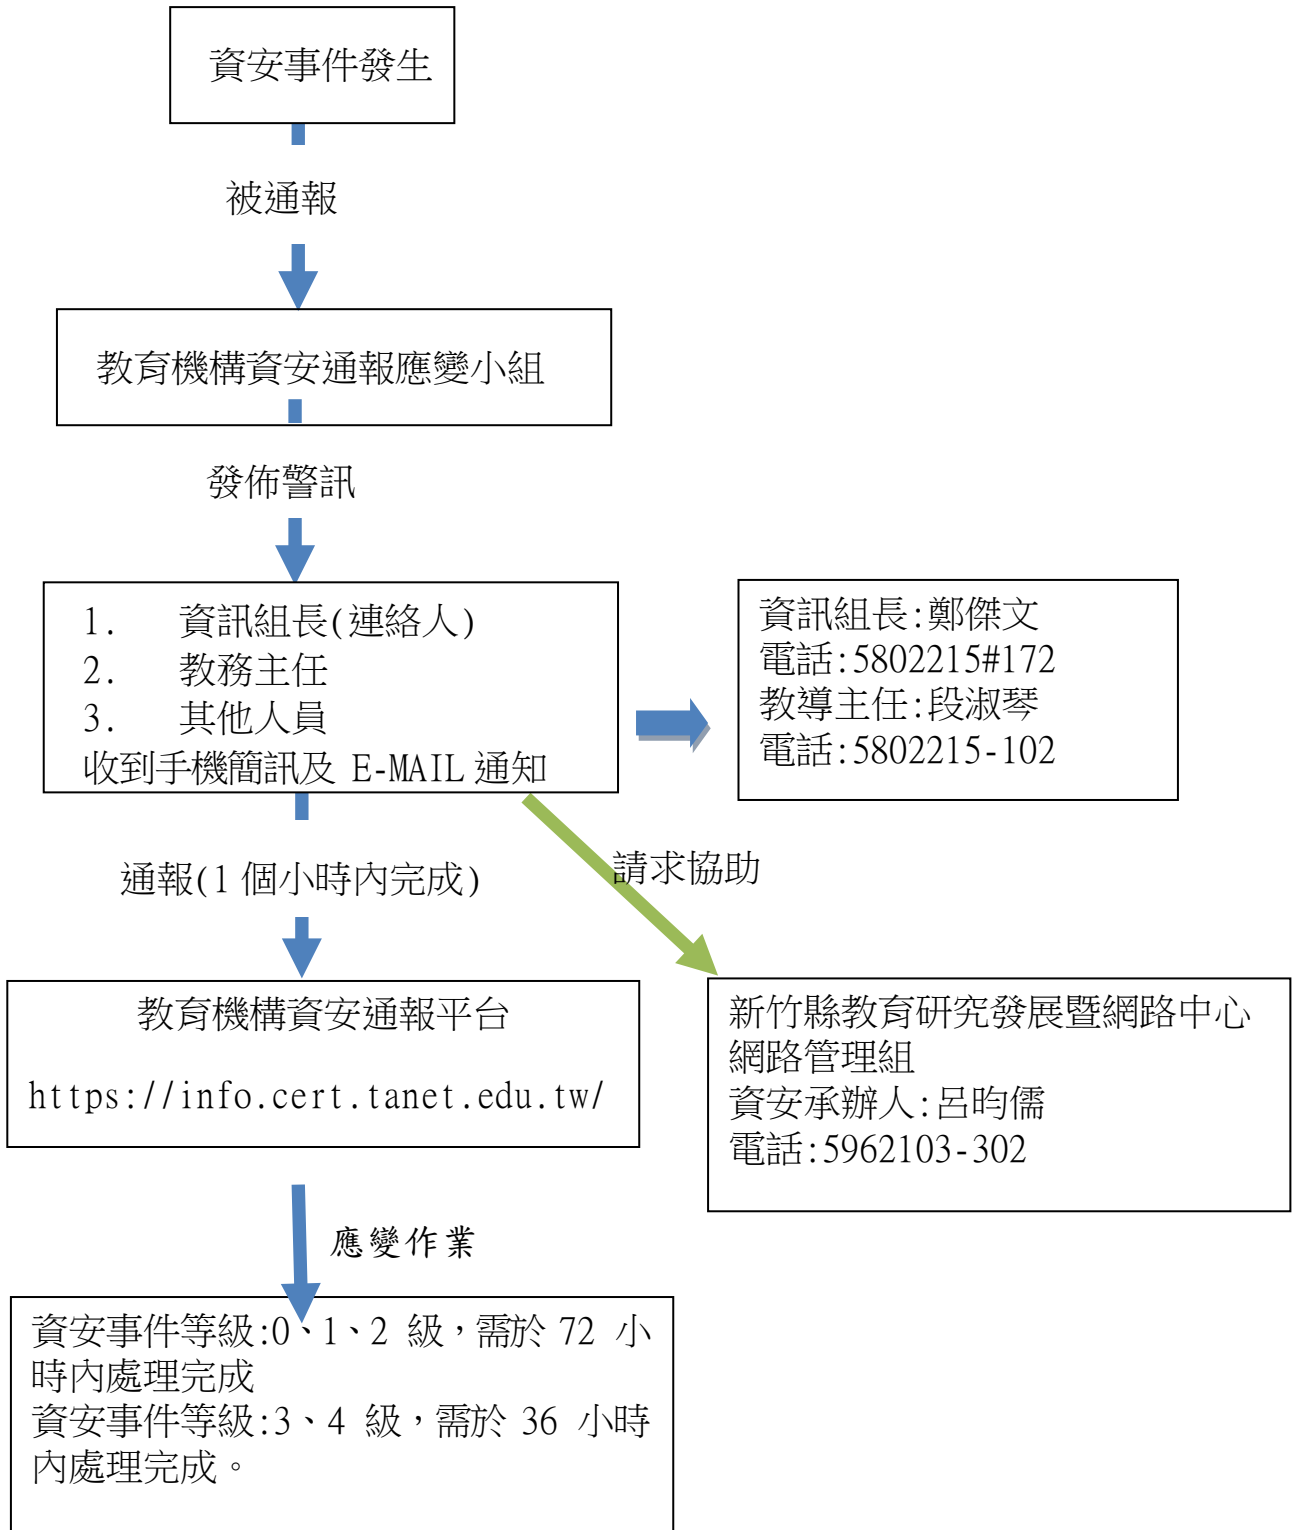 資安事件發生
被通報
教育機構資安通報應變小組
發佈警訊
1. 資訊組長(連絡人)
2. 教務主任
3. 其他人員
收到手機簡訊及 E-MAIL 通知
資訊組長:鄭傑文
電話:5802215#172
教導主任:段淑琴
電話:5802215-102
通報(1 個小時內完成)
請求協助
教育機構資安通報平台
https://info.cert.tanet.edu.tw/
新竹縣教育研究發展暨網路中心
網路管理組
資安承辦人:呂昀儒
電話:5962103-302
應變作業
資安事件等級:0、1、2 級，需於 72 小
時內處理完成
資安事件等級:3、4 級，需於 36 小時
內處理完成。